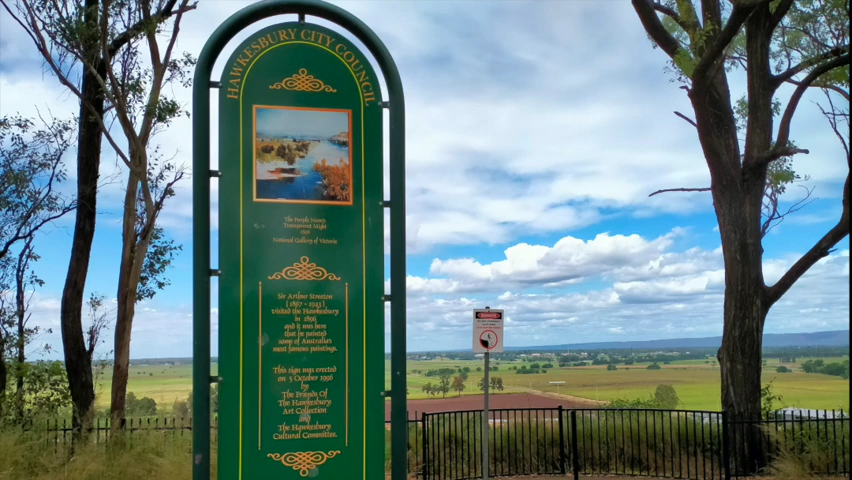 HAWKESBURY CITY COUNCIL
The Purple Noon's
Transparent Might
1896
National Gallery of Victoria
Sir Arthur Streeton
(1867 - 1943)
visited the Hawkesbury
in 1896
and it was here
that he painted
some of Australia's
most famous paintings.
This sign was erected
on 5 October 1996
by
The Friends Of
The Hawkesbury
Art Collection
and
The Hawkesbury
Cultural Committee.
DANGER